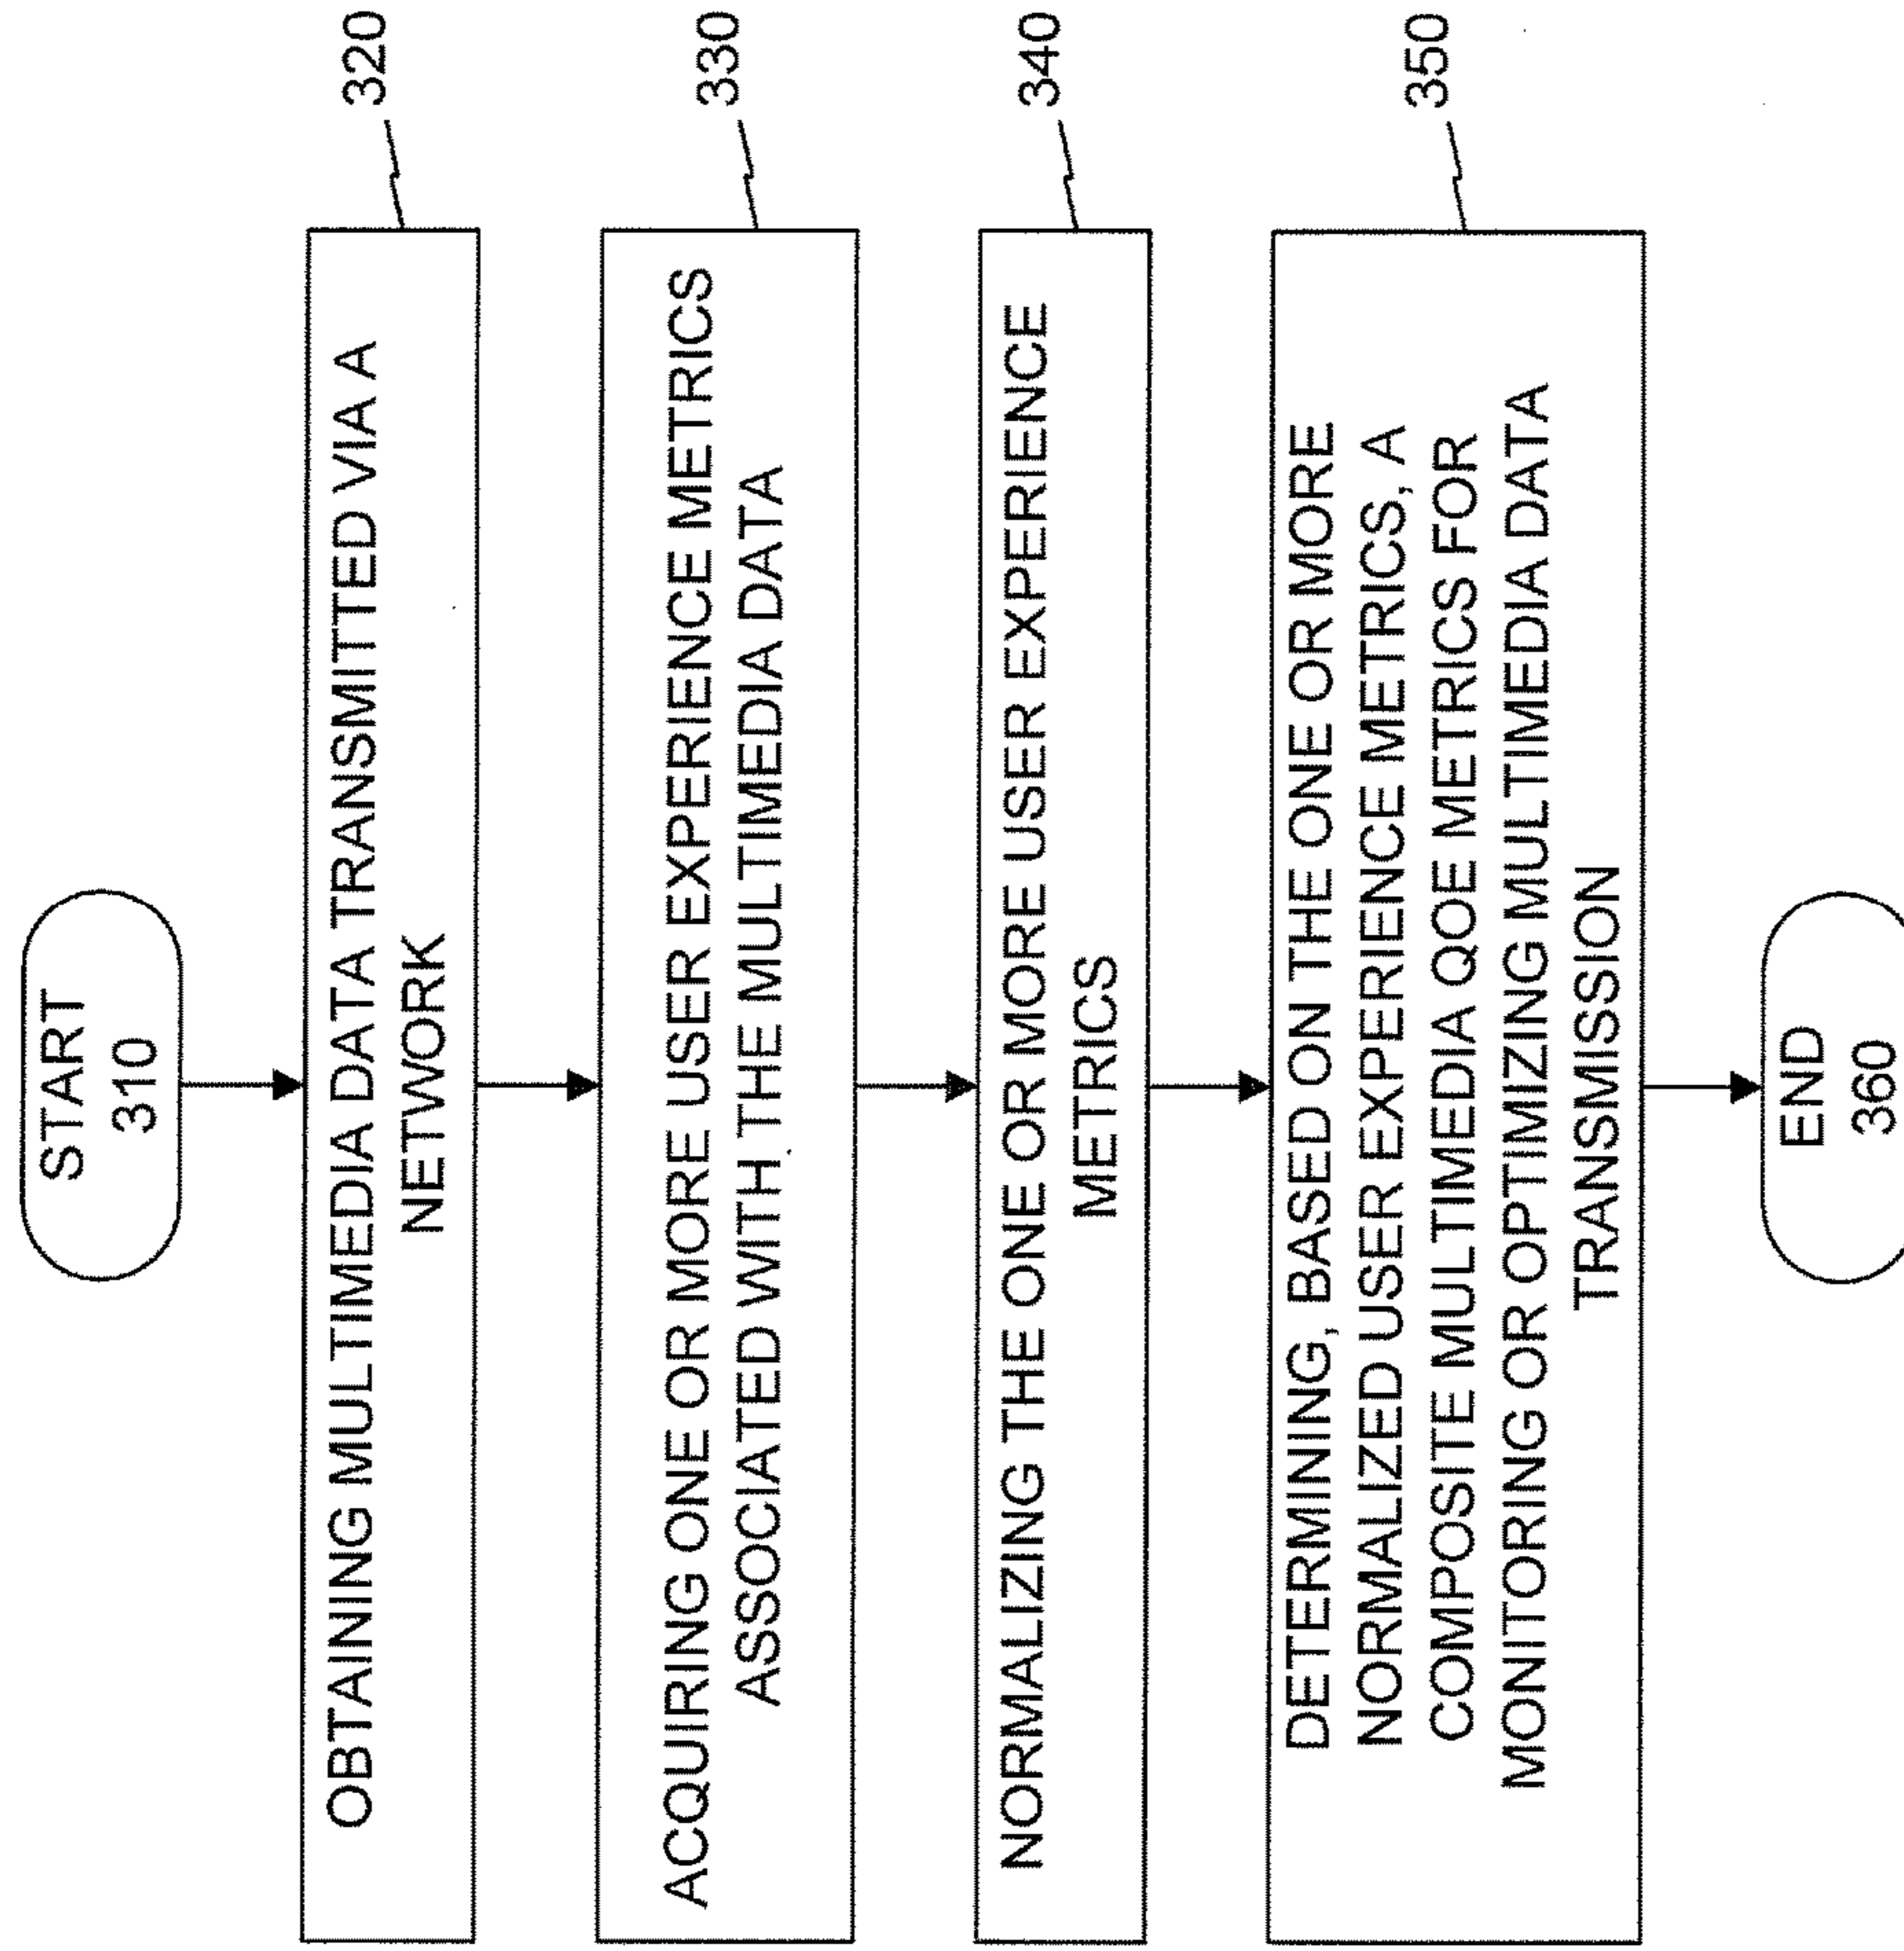 START
310
OBTAINING MULTIMEDIA DATA TRANSMITTED VIA A
NETWORK
320
ACQUIRING ONE OR MORE USER EXPERIENCE METRICS
ASSOCIATED WITH THE MULTIMEDIA DATA
330
NORMALIZING THE ONE OR MORE USER EXPERIENCE
METRICS
340
DETERMINING, BASED ON THE ONE OR MORE
NORMALIZED USER EXPERIENCE METRICS, A
COMPOSITE MULTIMEDIA QOE METRICS FOR
MONITORING OR OPTIMIZING MULTIMEDIA DATA
TRANSMISSION
350
END
360